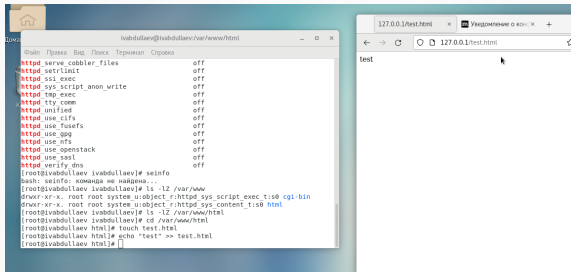 ivabdullaev@ivabdullaev:/var/www/html
Файл Правка Вид Поиск Терминал Справка
httpd_serve_cobbler_files off
httpd_setrlimit off
httpd_ssi_exec off
httpd_sys_script_anon_write off
httpd_tmp_exec off
httpd_tty_comm off
httpd_unified off
httpd_use_cifs off
httpd_use_fusefs off
httpd_use_gpg off
httpd_use_nfs off
httpd_use_openstack off
httpd_use_sasl off
httpd_verify_dns off
[root@ivabdullaev ivabdullaev]# seinfo
bash: seinfo: команда не найдена...
[root@ivabdullaev ivabdullaev]# ls -lZ /var/www
drwxr-xr-x. root root system_u:object_r:httpd_sys_script_exec_t:s0 cgi-bin
drwxr-xr-x. root root system_u:object_r:httpd_sys_content_t:s0 html
[root@ivabdullaev ivabdullaev]# ls -lZ /var/www/html
[root@ivabdullaev ivabdullaev]# cd /var/www/html
[root@ivabdullaev html]# touch test.html
[root@ivabdullaev html]# echo "test" >> test.html
[root@ivabdullaev html]#
127.0.0.1/test.html
Уведомление о кон
127.0.0.1/test.html
test